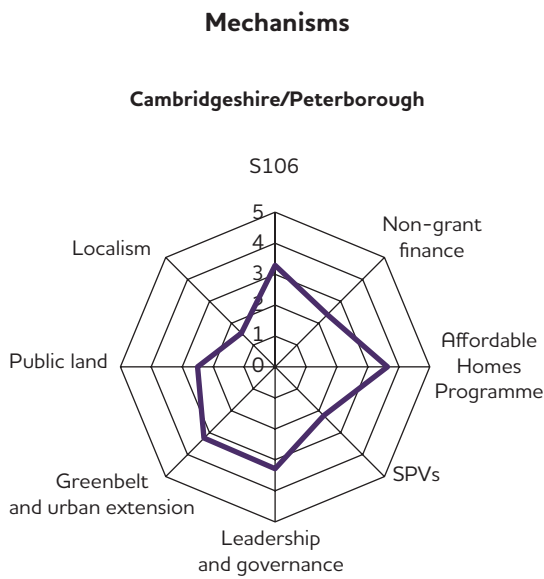 Mechanisms
Cambridgeshire/Peterborough
S106
Non-grant
finance
Affordable
Homes
Programme
SPVs
Leadership
and governance
Greenbelt
and urban extension
Public land
Localism
5
4
3
2
1
0